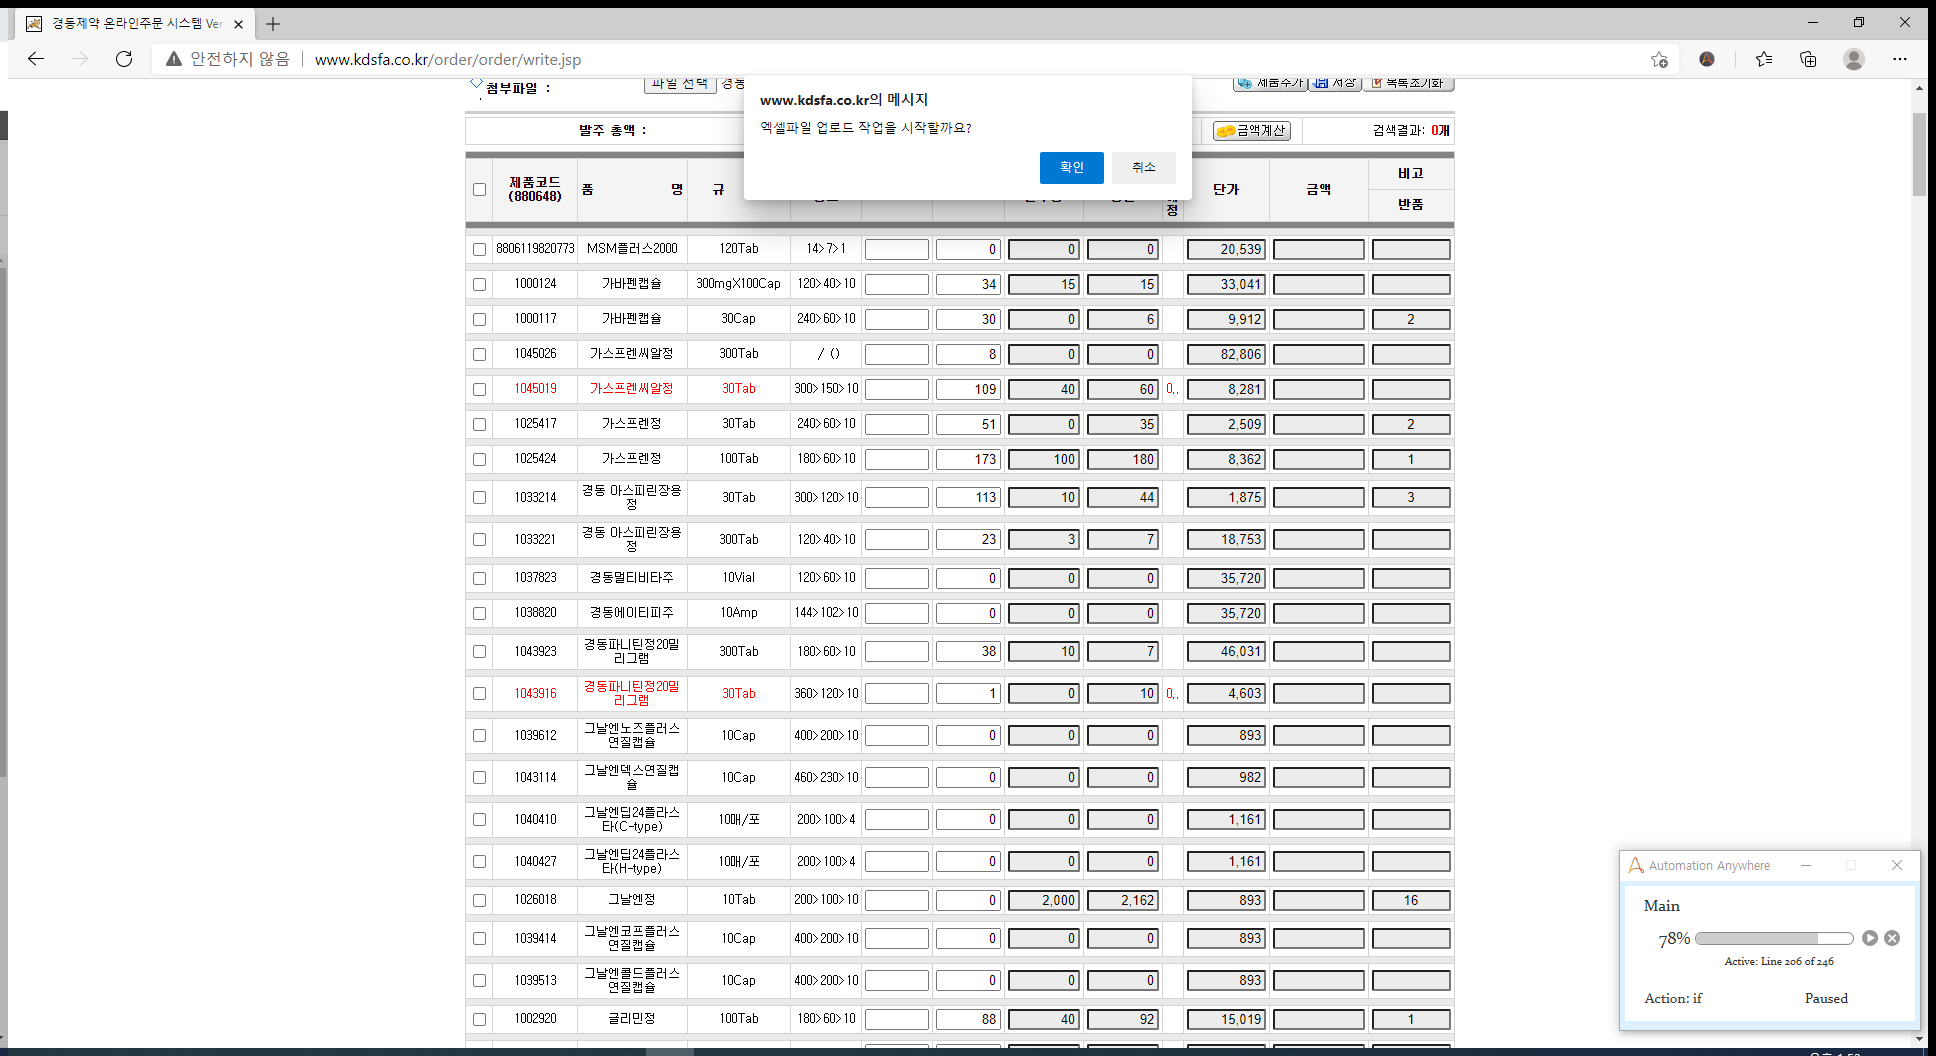 경동제약 온라인주문 시스템 Ver
안전하지 않음 www.kdsfa.co.kr/order/order/write.jsp
첨부파일 : 파일 선택 경동 제품추가 저장 목록초기화
www.kdsfa.co.kr의 메시지
엑셀파일 업로드 작업을 시작할까요?
확인 취소
발주 총액 : 금액계산 검색결과: 0개
제품코드 (880648) 품 명 규 정 단가 금액 비고
반품
8806119820773 MSM플러스2000 120Tab 14>7>1 0 0 0 20,539
1000124 가바펜캡슐 300mgX100Cap 120>40>10 34 15 15 33,041
1000117 가바펜캡슐 30Cap 240>60>10 30 0 6 9,912 2
1045026 가스프렌씨알정 300Tab / () 8 0 0 82,806
1045019 가스프렌씨알정 30Tab 300>150>10 109 40 60 0,. 8,281
1025417 가스프렌정 30Tab 240>60>10 51 0 35 2,509 2
1025424 가스프렌정 100Tab 180>60>10 173 100 180 8,362 1
1033214 경동 아스피린장용정 30Tab 300>120>10 113 10 44 1,875 3
1033221 경동 아스피린장용정 300Tab 120>40>10 23 3 7 18,753
1037823 경동멀티비타주 10Vial 120>60>10 0 0 0 35,720
1038820 경동에이티피주 10Amp 144>102>10 0 0 0 35,720
1043923 경동파니틴정20밀리그램 300Tab 180>60>10 38 10 7 46,031
1043916 경동파니틴정20밀리그램 30Tab 360>120>10 1 0 10 0,. 4,603
1039612 그날엔노즈플러스연질캡슐 10Cap 400>200>10 0 0 0 893
1043114 그날엔덱스연질캡슐 10Cap 460>230>10 0 0 0 982
1040410 그날엔딥24플라스타(C-type) 10매/포 200>100>4 0 0 0 1,161
1040427 그날엔딥24플라스타(H-type) 10매/포 200>100>4 0 0 0 1,161
1026018 그날엔정 10Tab 200>100>10 0 2,000 2,162 893 16
1039414 그날엔코프플러스연질캡슐 10Cap 400>200>10 0 0 0 893
1039513 그날엔콜드플러스연질캡슐 10Cap 400>200>10 0 0 0 893
1002920 글리민정 100Tab 180>60>10 88 40 92 15,019 1
Automation Anywhere
Main
78%
Active: Line 206 of 246
Action: if Paused